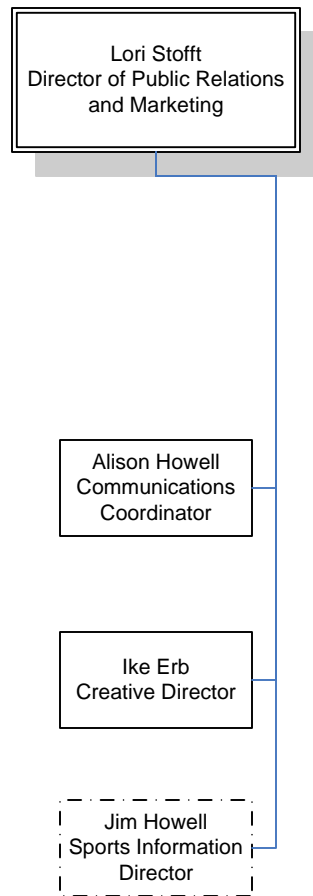 Lori Stofft
Director of Public Relations
and Marketing
Alison Howell
Communications
Coordinator
Ike Erb
Creative Director
Jim Howell
Sports Information
Director